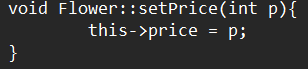 void Flower::setPrice(int p){
        this->price = p;
}